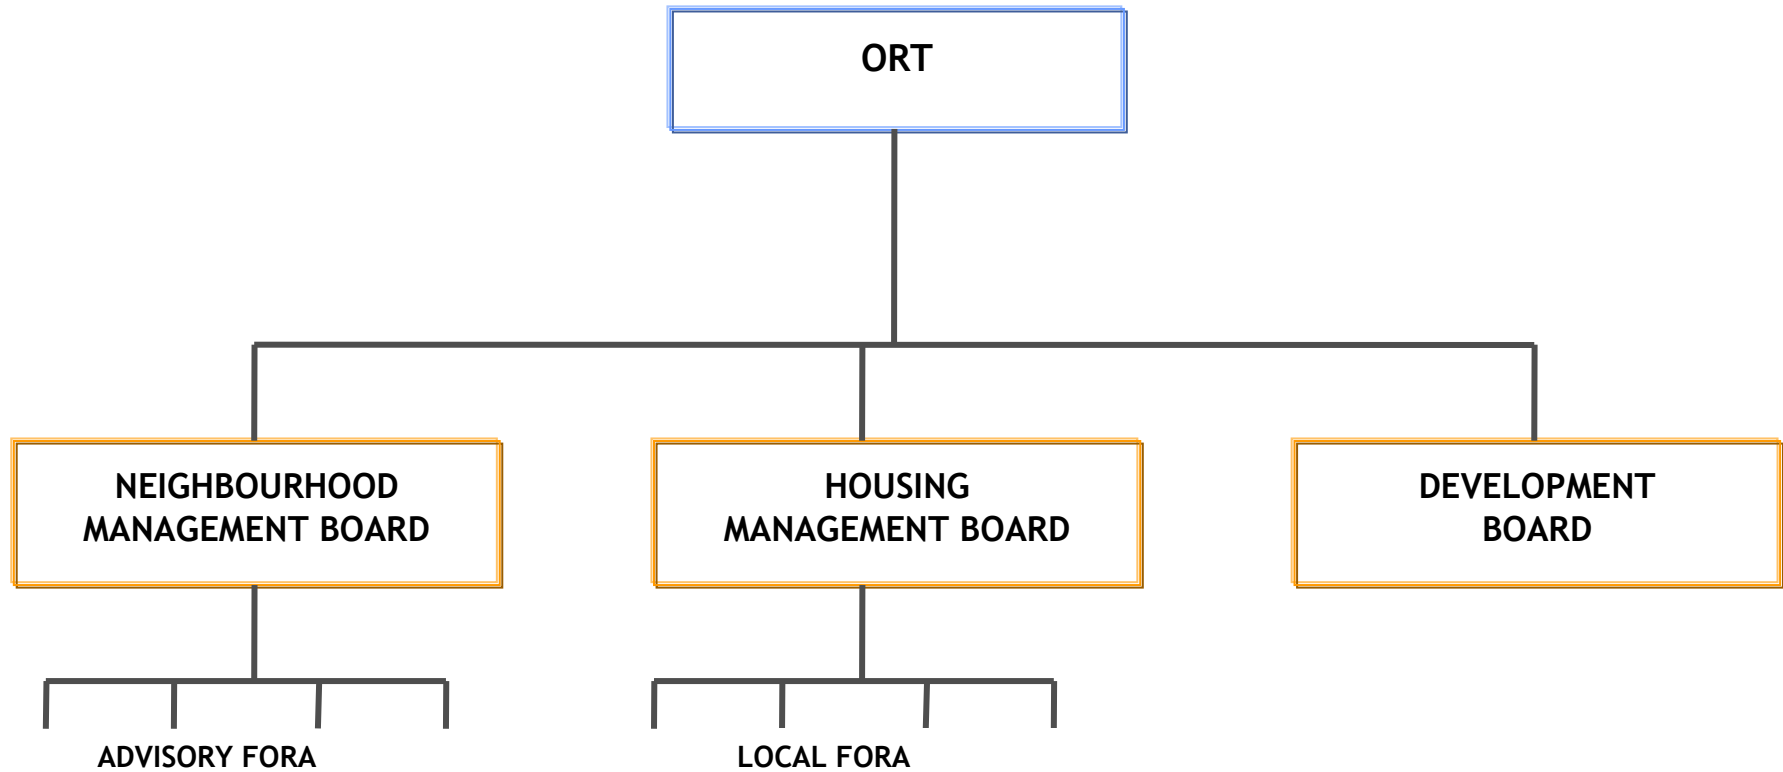 ORT
NEIGHBOURHOOD
MANAGEMENT BOARD
HOUSING
MANAGEMENT BOARD
DEVELOPMENT
BOARD
ADVISORY FORA
LOCAL FORA